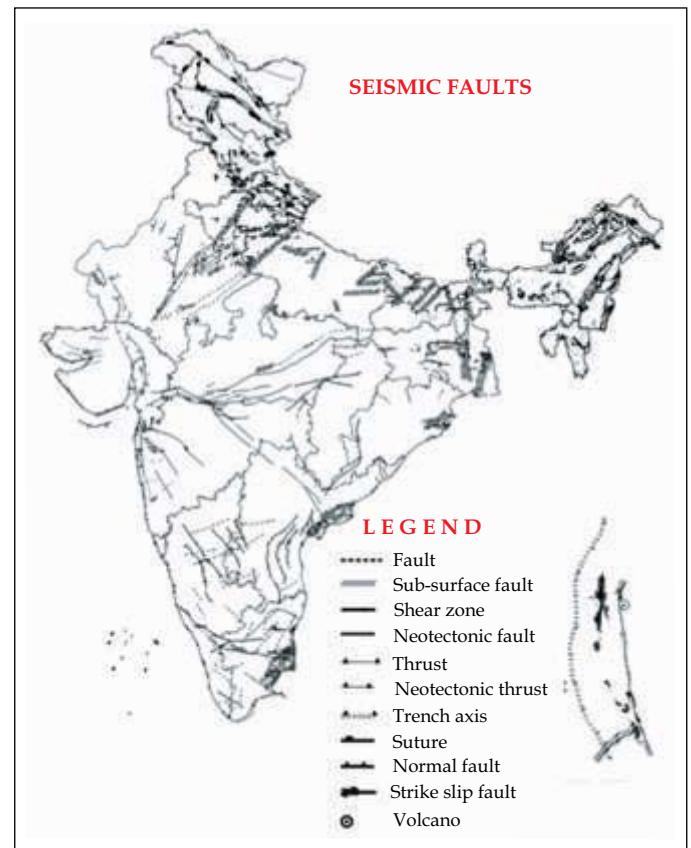 SEISMIC FAULTS
LEGEND
Fault
Sub-surface fault
Shear zone
Neotectonic fault
Thrust
Neotectonic thrust
Trench axis
Suture
Normal fault
Strike slip fault
Volcano